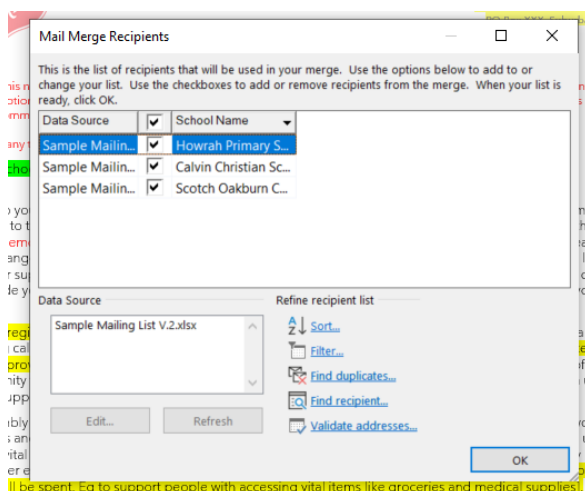 Mail Merge Recipients
This is the list of recipients that will be used in your merge. Use the options below to add to or
change your list. Use the checkboxes to add or remove recipients from the merge. When your list is
ready, click OK.
Data Source School Name
Sample Mailin... Howrah Primary S...
Sample Mailin... Calvin Christian Sc...
Sample Mailin... Scotch Oakburn C...
Data Source Refine recipient list
Sample Mailing List V.2.xlsx
Sort...
Filter...
Find duplicates...
Find recipient...
Validate addresses...
Edit... Refresh
OK
be spent. Eg to support people with accessing vital items like groceries and medical supplies]